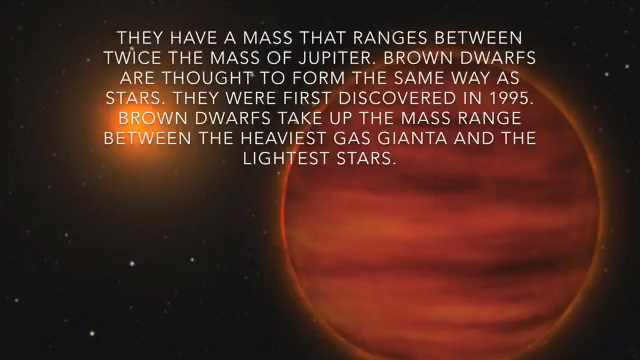 THEY HAVE A MASS THAT RANGES BETWEEN
TWICE THE MASS OF JUPITER. BROWN DWARFS
ARE THOUGHT TO FORM THE SAME WAY AS
STARS. THEY WERE FIRST DISCOVERED IN 1995.
BROWN DWARFS TAKE UP THE MASS RANGE
BETWEEN THE HEAVIEST GAS GIANTA AND THE
LIGHTEST STARS.